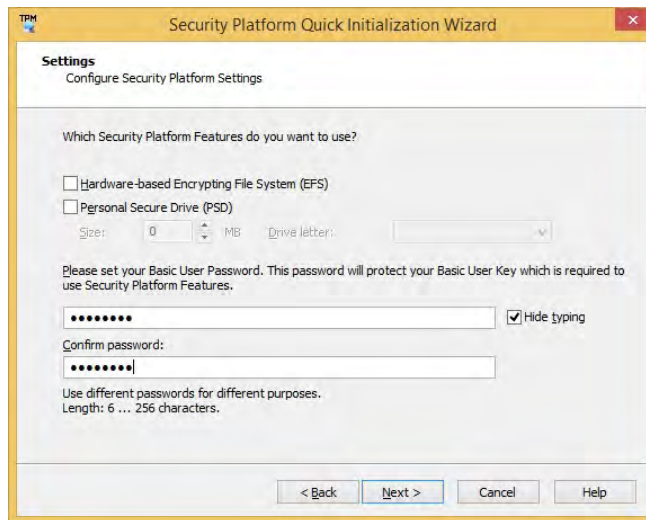 TPM
Security Platform Quick Initialization Wizard
Settings
Configure Security Platform Settings
Which Security Platform Features do you want to use?
Hardware-based Encrypting File System (EFS)
Personal Secure Drive (PSD)
Size: 0 MB Drive letter:
Please set your Basic User Password. This password will protect your Basic User Key which is required to
use Security Platform Features.
●●●●●●●● Hide typing
Confirm password:
●●●●●●●●
Use different passwords for different purposes.
Length: 6 ... 256 characters.
< Back Next > Cancel Help